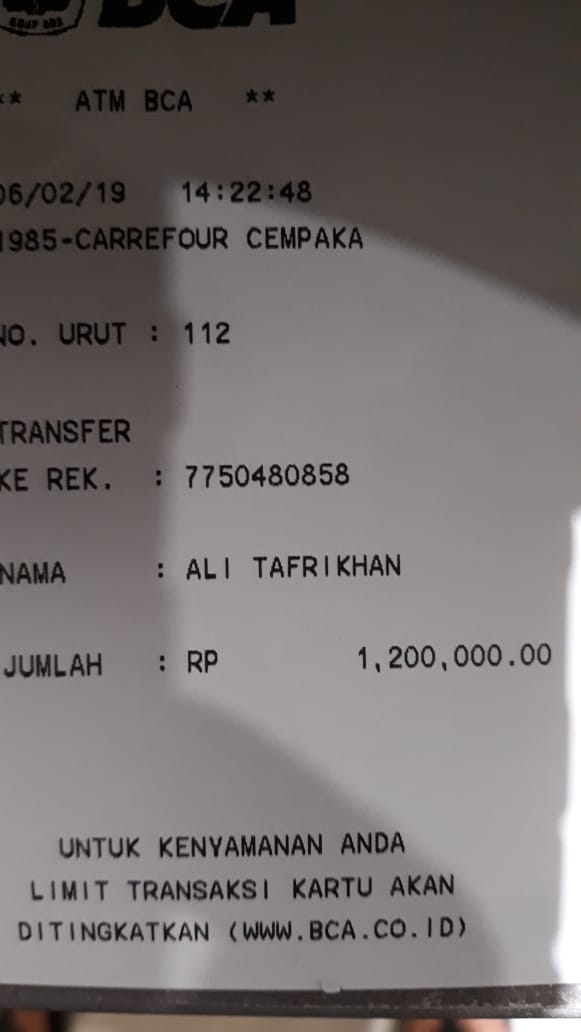 BCA
** ATM BCA **
06/02/19 14:22:48
1985-CARREFOUR CEMPAKA
NO. URUT : 112
TRANSFER
KE REK. : 7750480858
NAMA : ALI TAFRIKHAN
JUMLAH : RP 1,200,000.00
UNTUK KENYAMANAN ANDA
LIMIT TRANSAKSI KARTU AKAN
DITINGKATKAN (WWW.BCA.CO.ID)